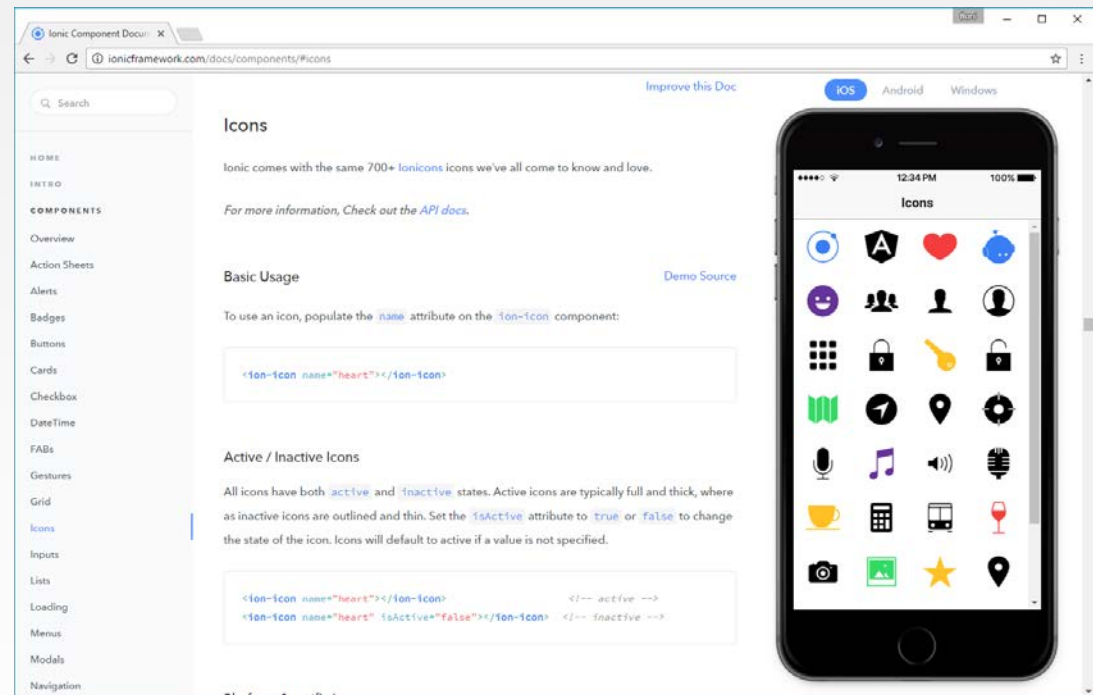 Ionic Component Docum
ionicframework.com/docs/components/#icons
Search
HOME
INTRO
COMPONENTS
Overview
Action Sheets
Alerts
Badges
Buttons
Cards
Checkbox
DateTime
FABs
Gestures
Grid
Icons
Inputs
Lists
Loading
Menus
Modals
Navigation
Improve this Doc
Icons
Ionic comes with the same 700+ Ionicons icons we've all come to know and love.
For more information, Check out the API docs.
Basic Usage
Demo Source
To use an icon, populate the name attribute on the ion-icon component:
<ion-icon name="heart"></ion-icon>
Active / Inactive Icons
All icons have both active and inactive states. Active icons are typically full and thick, where
as inactive icons are outlined and thin. Set the isActive attribute to true or false to change
the state of the icon. Icons will default to active if a value is not specified.
<ion-icon name="heart"></ion-icon> <!-- active -->
<ion-icon name="heart" isActive="false"></ion-icon> <!-- inactive -->
iOS Android Windows
12:34 PM 100%
Icons